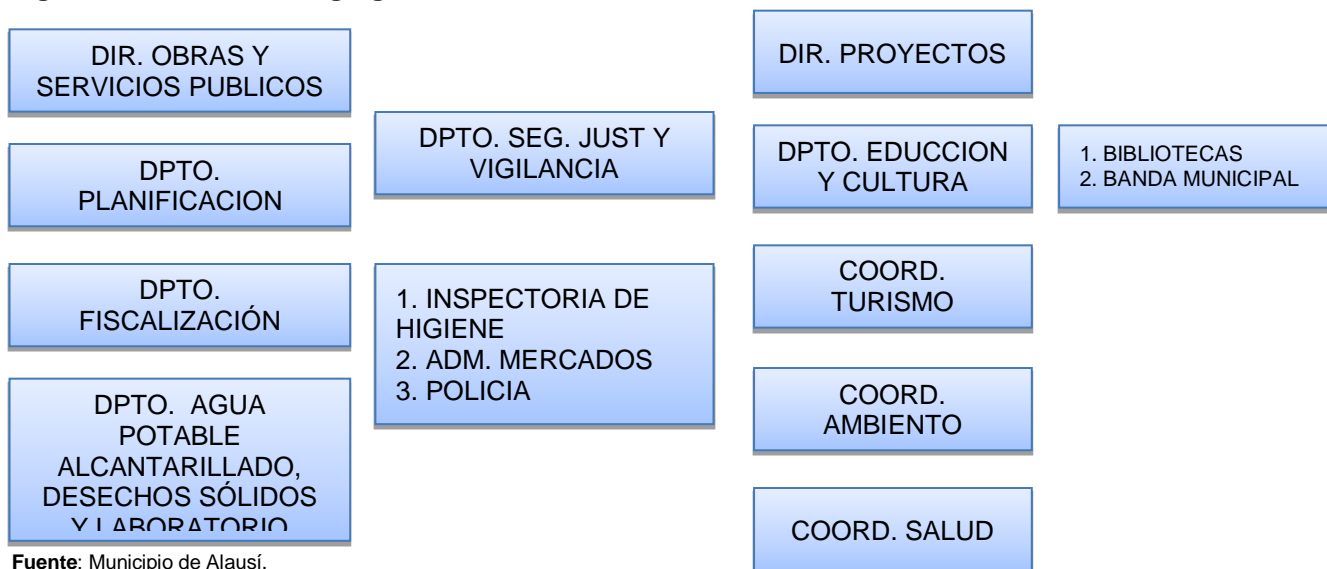 DIR. OBRAS Y
SERVICIOS PUBLICOS
DPTO.
PLANIFICACION
DPTO.
FISCALIZACIÓN
DPTO. AGUA
POTABLE
ALCANTARILLADO,
DESECHOS SÓLIDOS
Y LABORATORIO
DPTO. SEG. JUST Y
VIGILANCIA
1. INSPECTORIA DE
HIGIENE
2. ADM. MERCADOS
3. POLICIA
DIR. PROYECTOS
DPTO. EDUCCION
Y CULTURA
1. BIBLIOTECAS
2. BANDA MUNICIPAL
COORD.
TURISMO
COORD.
AMBIENTO
COORD. SALUD
Fuente: Municipio de Alausí.